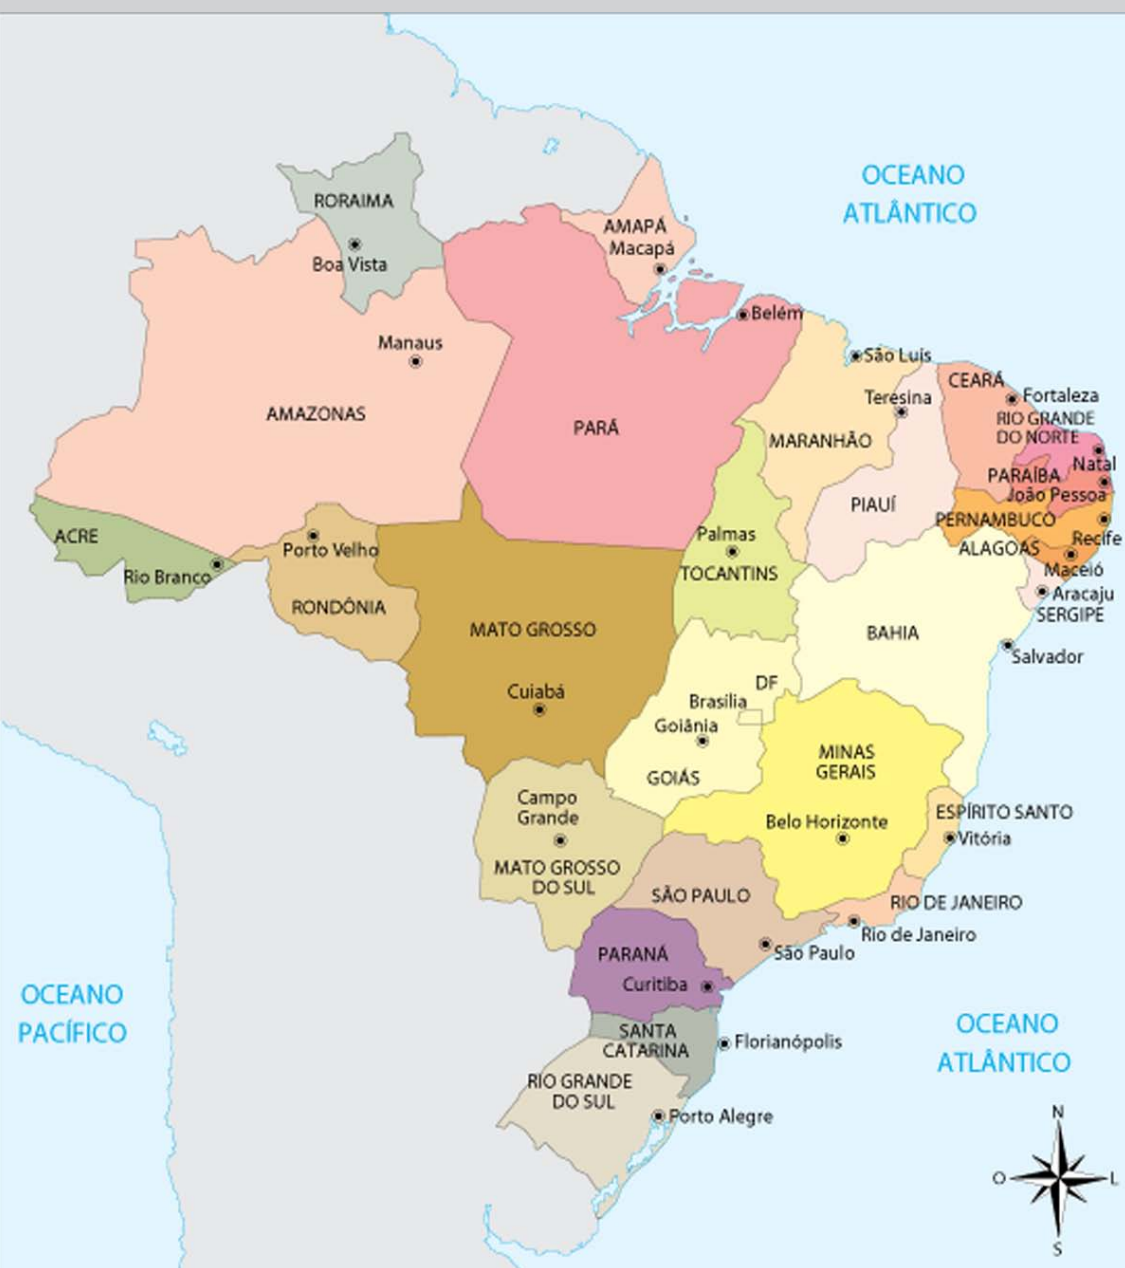 OCEANO
ATLÂNTICO
RORAIMA
Boa Vista
AMAPÁ
Macapá
Belém
Manaus
São Luís
AMAZONAS
PARÁ
Teresina
CEARÁ
Fortaleza
MARANHÃO
RIO GRANDE
DO NORTE
Natal
PIAUÍ
PARAÍBA
João Pessoa
ACRE
Rio Branco
Porto Velho
RONDÔNIA
Palmas
TOCANTINS
PERNAMBUCO
Recife
ALAGOAS
Maceió
Aracaju
SERGIPE
MATO GROSSO
Cuiabá
BAHIA
Salvador
DF
Brasília
Goiânia
GOIÁS
MINAS
GERAIS
Belo Horizonte
ESPÍRITO SANTO
Vitória
Campo
Grande
MATO GROSSO
DO SUL
SÃO PAULO
São Paulo
RIO DE JANEIRO
Rio de Janeiro
PARANÁ
Curitiba
OCEANO
PACÍFICO
SANTA
CATARINA
Florianópolis
OCEANO
ATLÂNTICO
RIO GRANDE
DO SUL
Porto Alegre
N
O
L
S